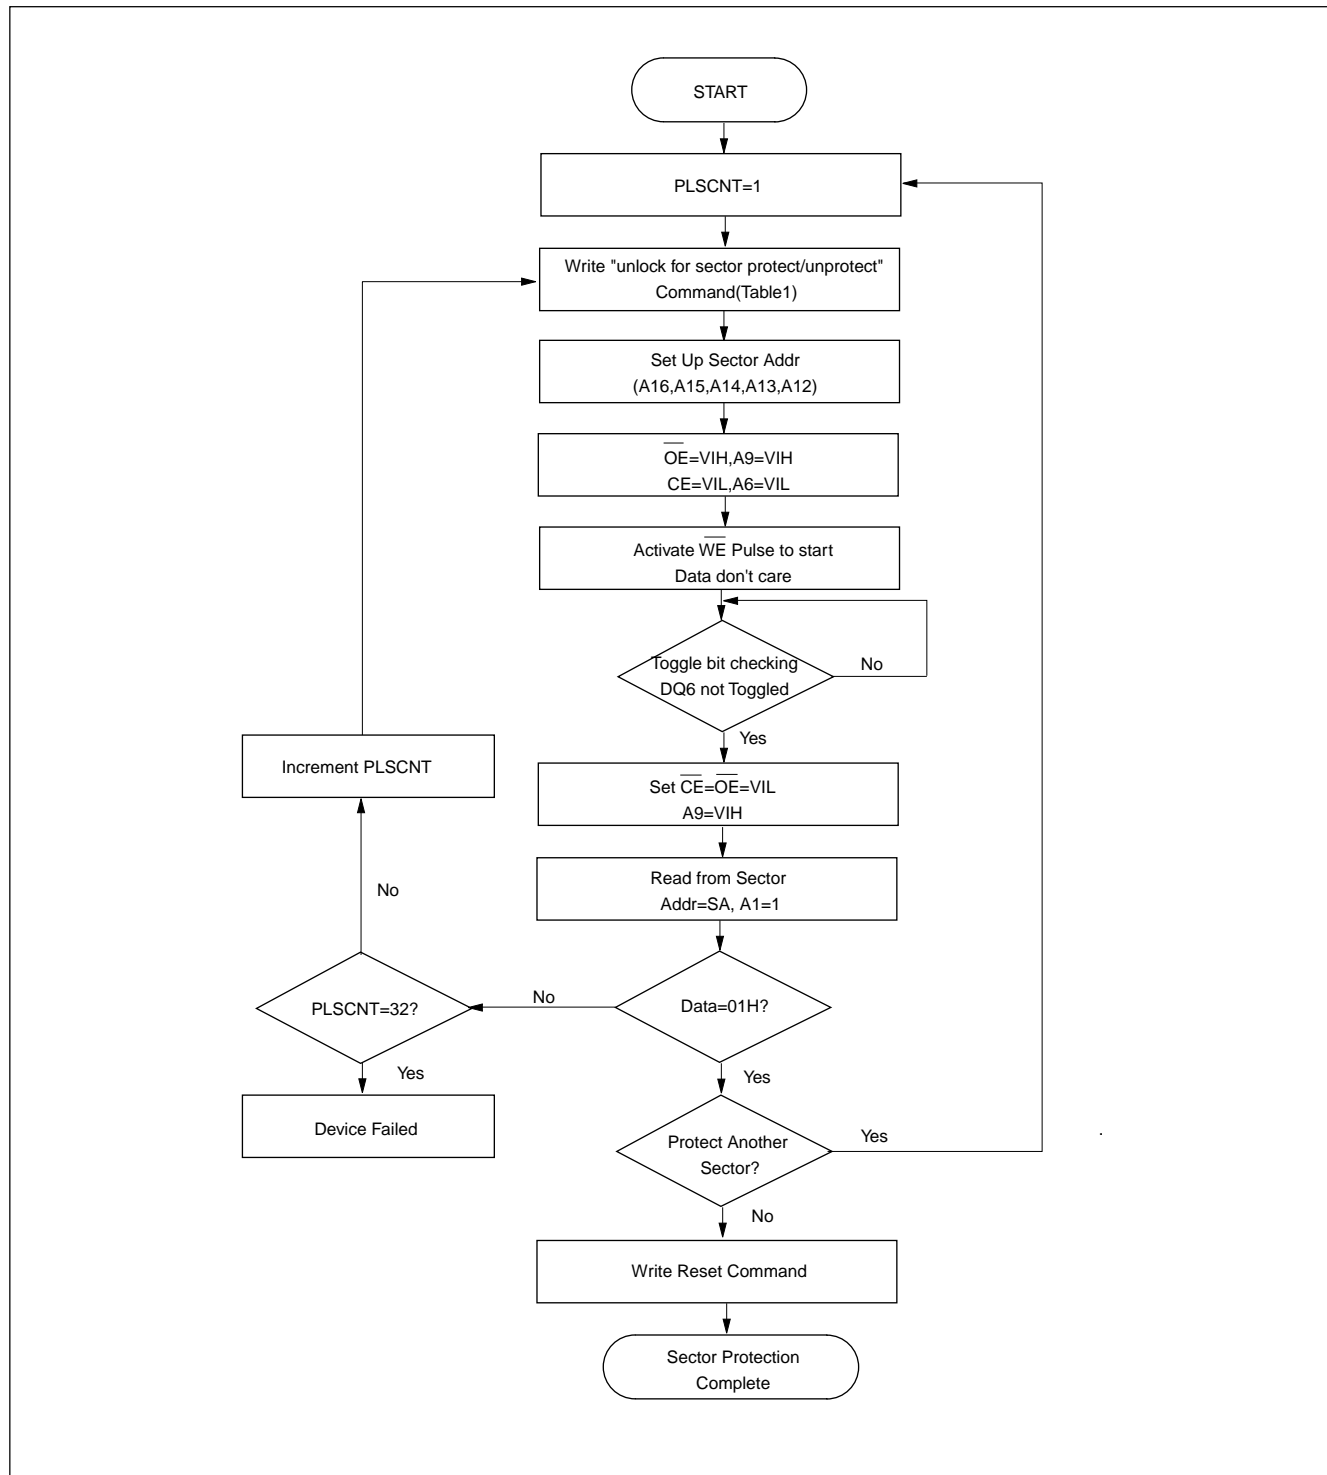 START
PLSCNT=1
Write "unlock for sector protect/unprotect"
Command(Table1)
Set Up Sector Addr
(A16,A15,A14,A13,A12)
O̅E̅=VIH,A9=VIH
CE=VIL,A6=VIL
Activate W̅E̅ Pulse to start
Data don't care
Toggle bit checking
DQ6 not Toggled
No
Yes
Increment PLSCNT
Set C̅E̅=O̅E̅=VIL
A9=VIH
Read from Sector
Addr=SA, A1=1
No
PLSCNT=32?
No
Data=01H?
Yes
Yes
Device Failed
Protect Another
Sector?
Yes
No
Write Reset Command
Sector Protection
Complete